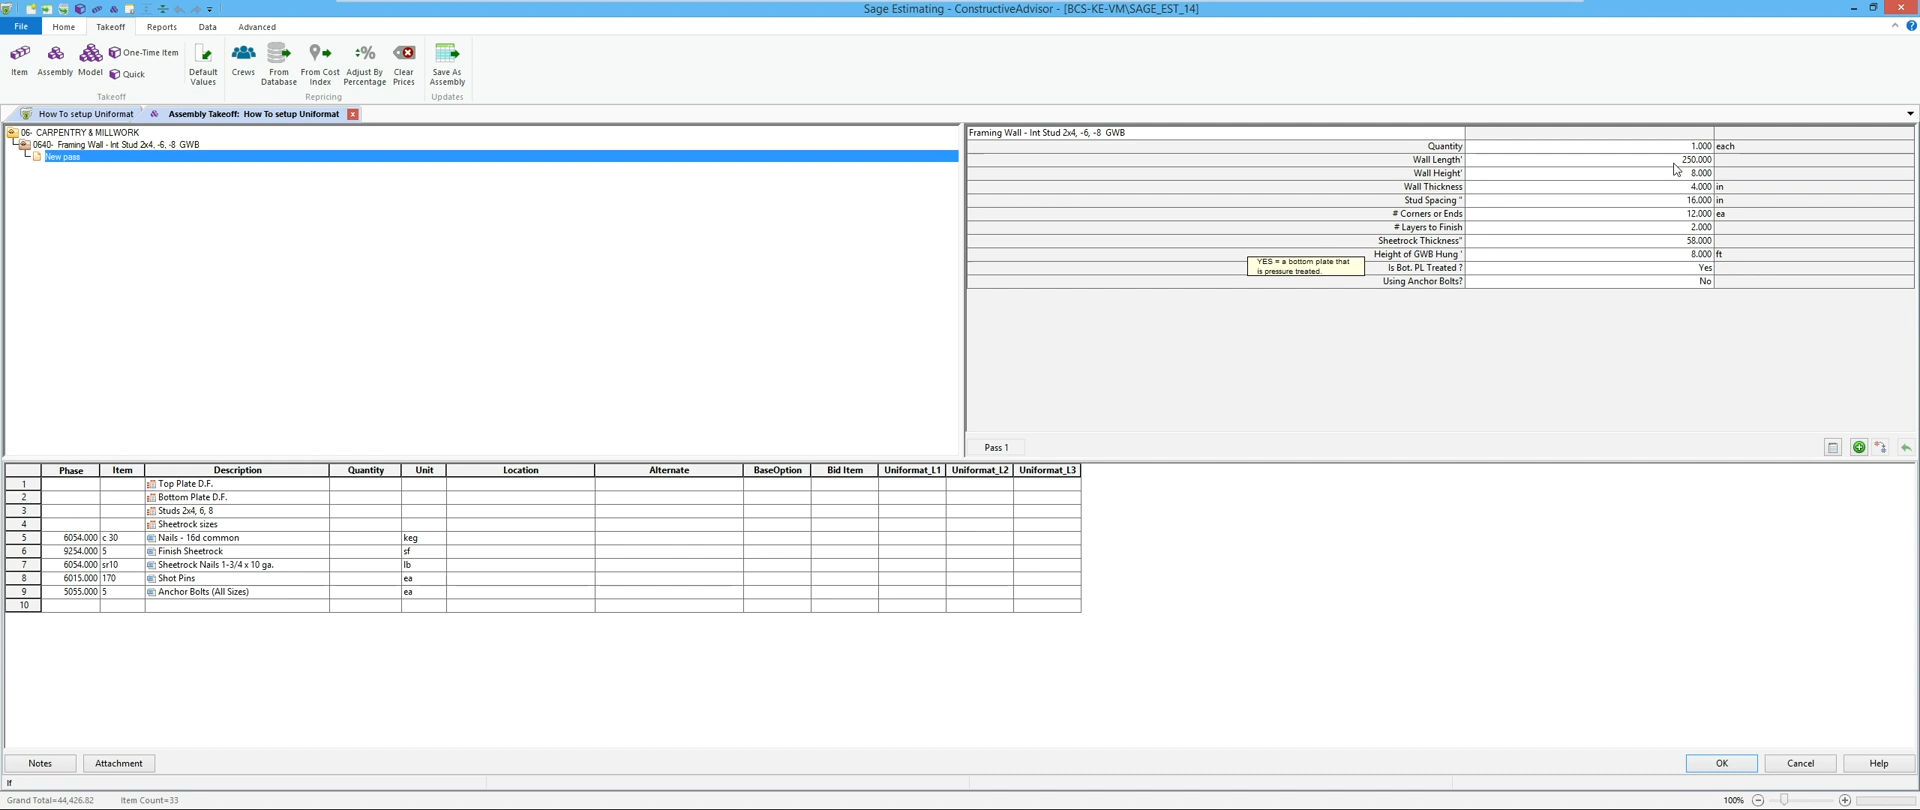 Sage Estimating - ConstructiveAdvisor - [BCS-KE-VM\SAGE_EST_14]
File Home Takeoff Reports Data Advanced
Item Assembly Model One-Time Item Quick Default Values Crews From Database From Cost Index Adjust By Percentage Clear Prices Save As Assembly
Takeoff Repricing Updates
How To setup Uniformat Assembly Takeoff: How To setup Uniformat
06- CARPENTRY & MILLWORK
0640- Framing Wall - Int Stud 2x4, -6, -8 GWB
New pass
Framing Wall - Int Stud 2x4, -6, -8 GWB
Quantity 1.000 each
Wall Length' 250.000
Wall Height' 8.000
Wall Thickness 4.000 in
Stud Spacing " 16.000 in
# Corners or Ends 12.000 ea
# Layers to Finish 2.000
Sheetrock Thickness" 58.000
Height of GWB Hung ' 8.000 ft
Is Bot. PL Treated ? Yes
Using Anchor Bolts? No
YES = a bottom plate that
is pressure treated.
Pass 1
Phase Item Description Quantity Unit Location Alternate BaseOption Bid Item Uniformat_L1 Uniformat_L2 Uniformat_L3
1 Top Plate D.F.
2 Bottom Plate D.F.
3 Studs 2x4, 6, 8
4 Sheetrock sizes
5 6054.000 c 30 Nails - 16d common keg
6 9254.000 5 Finish Sheetrock sf
7 6054.000 sr10 Sheetrock Nails 1-3/4 x 10 ga. lb
8 6015.000 170 Shot Pins ea
9 5055.000 5 Anchor Bolts (All Sizes) ea
10
Notes Attachment OK Cancel Help
lf
Grand Total=44,426.82 Item Count=33 100%